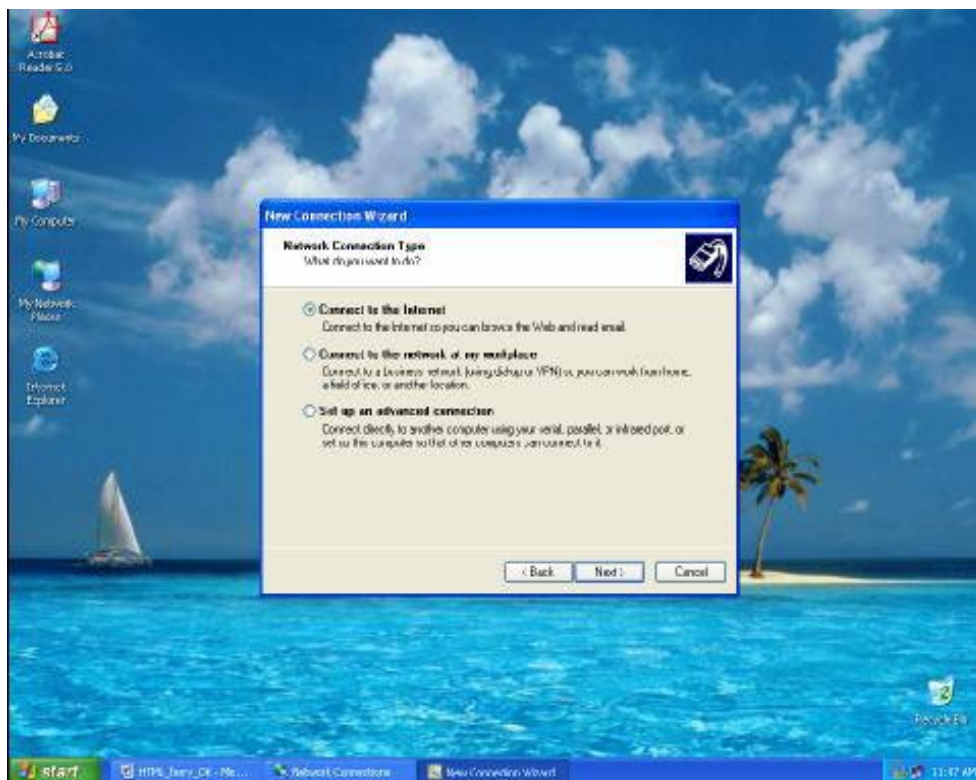 Acrobat
Reader 5.0
My Documents
My Computer
My Network
Places
Internet
Explorer
New Connection Wizard
Network Connection Type
What do you want to do?
Connect to the Internet
Connect to the Internet so you can browse the Web and read email.
Connect to the network at my workplace
Connect to a business network (using dial-up or VPN) so you can work from home,
a field office, or another location.
Set up an advanced connection
Connect directly to another computer using your serial, parallel, or infrared port, or
set up this computer so that other computers can connect to it.
< Back
Next >
Cancel
Recycle Bin
start
Network Connections
New Connection Wizard
11:47 AM